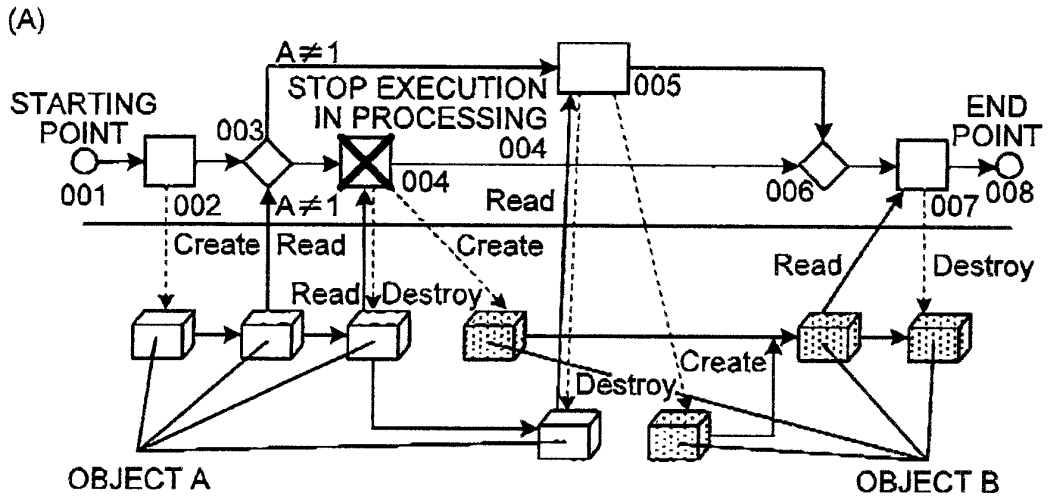 (A)
A≠1
STOP EXECUTION
IN PROCESSING
005
STARTING
POINT
003
004
END
POINT
001
002
A≠1
004
Read
006
007
008
Create
Read
Create
Read
Destroy
Read
Destroy
Create
Destroy
OBJECT A
OBJECT B